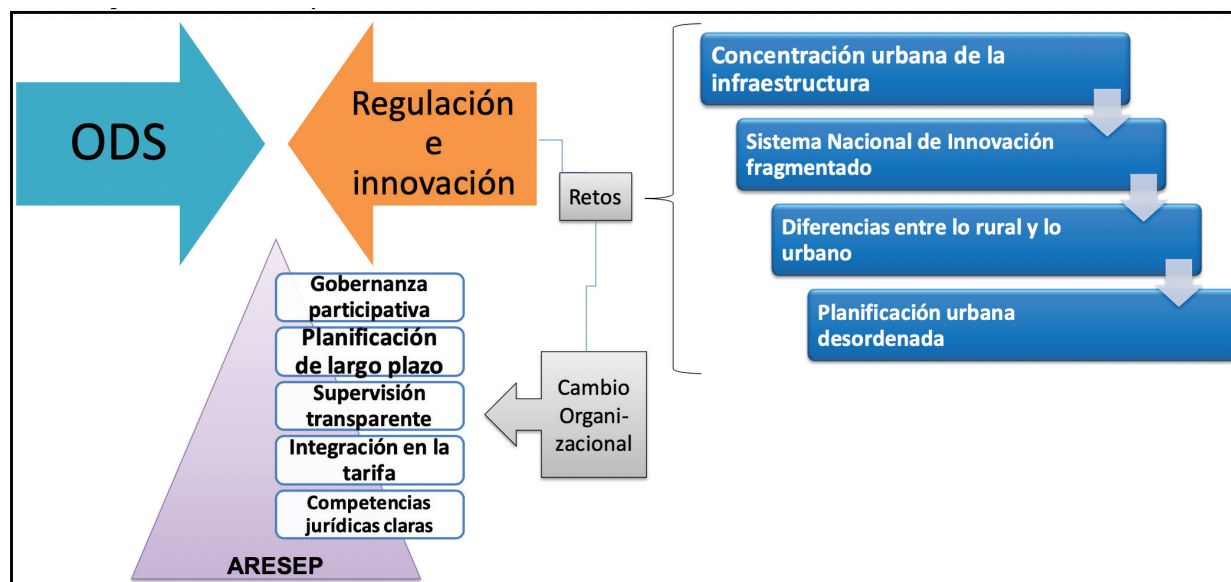 ODS
Regulación
e
innovación
Retos
Concentración urbana de la
infraestructura
Sistema Nacional de Innovación
fragmentado
Diferencias entre lo rural y lo
urbano
Planificación urbana
desordenada
Gobernanza
participativa
Planificación
de largo plazo
Supervisión
transparente
Integración en la
tarifa
Competencias
jurídicas claras
ARESEP
Cambio
Organi-
zacional